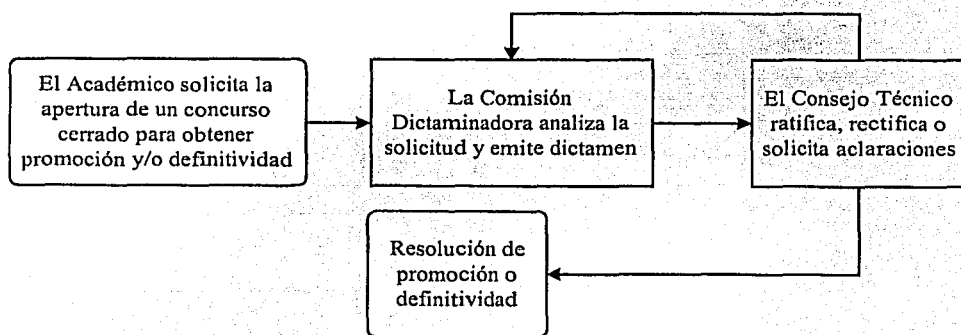 El Académico solicita la
apertura de un concurso
cerrado para obtener
promoción y/o definitividad
La Comisión
Dictaminadora analiza la
solicitud y emite dictamen
El Consejo Técnico
ratifica, rectifica o
solicita aclaraciones
Resolución de
promoción o
definitividad